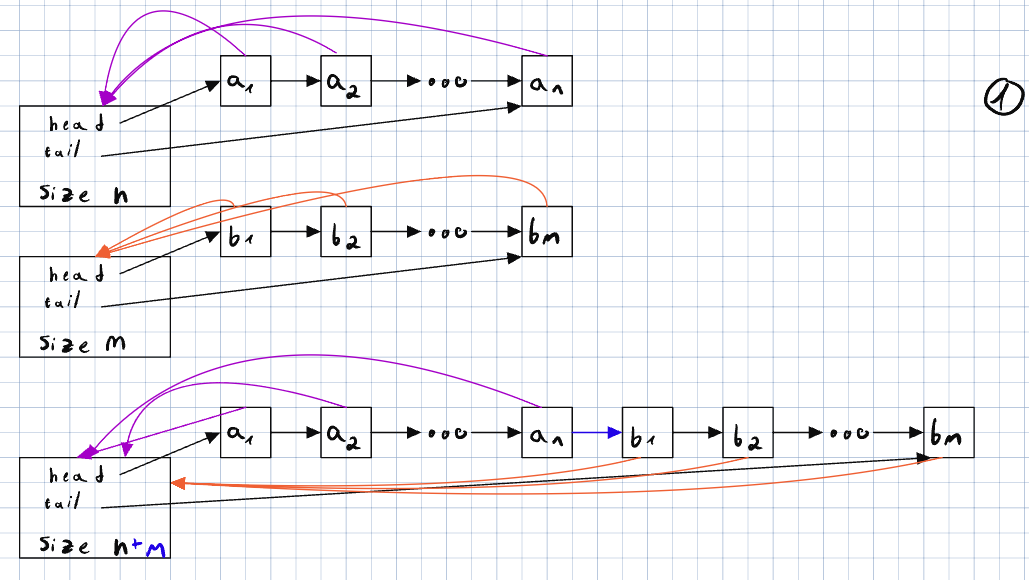 a₁ a₂ ... aₙ
①
head
tail
size n
b₁ b₂ ... bₘ
head
tail
size m
a₁ a₂ ... aₙ b₁ b₂ ... bₘ
head
tail
size n+m